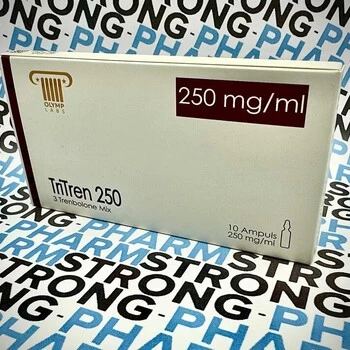 OLYMP
LABS
250 mg/ml
TriTren 250
3 Trenbolone Mix
10 Ampuls
250 mg/ml
STRONG-PHARM
STRONG-PHARM
STRONG-PHARM